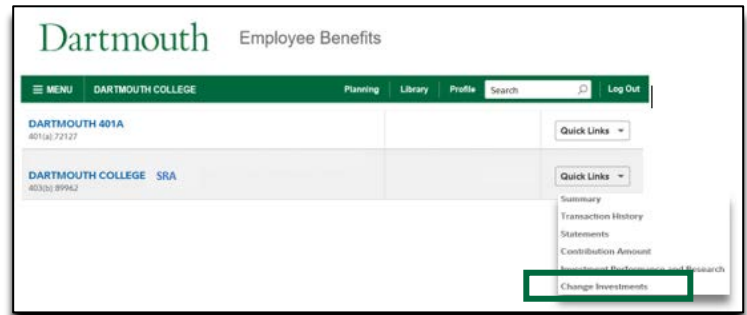 Dartmouth Employee Benefits
MENU DARTMOUTH COLLEGE Planning Library Profile Search Log Out
DARTMOUTH 401A
401(a) 72127
Quick Links
DARTMOUTH COLLEGE SRA
403(b) 89962
Quick Links
Summary
Transaction History
Statements
Contribution Amount
Investment Performance and Research
Change Investments